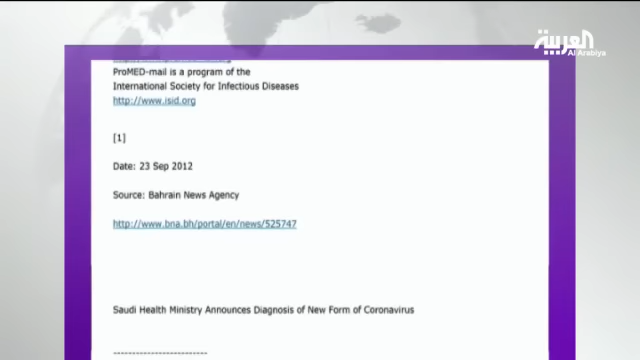 العربية
Al Arabiya
ProMED-mail is a program of the
International Society for Infectious Diseases
http://www.isid.org
[1]
Date: 23 Sep 2012
Source: Bahrain News Agency
http://www.bna.bh/portal/en/news/525747
Saudi Health Ministry Announces Diagnosis of New Form of Coronavirus
-------------------------